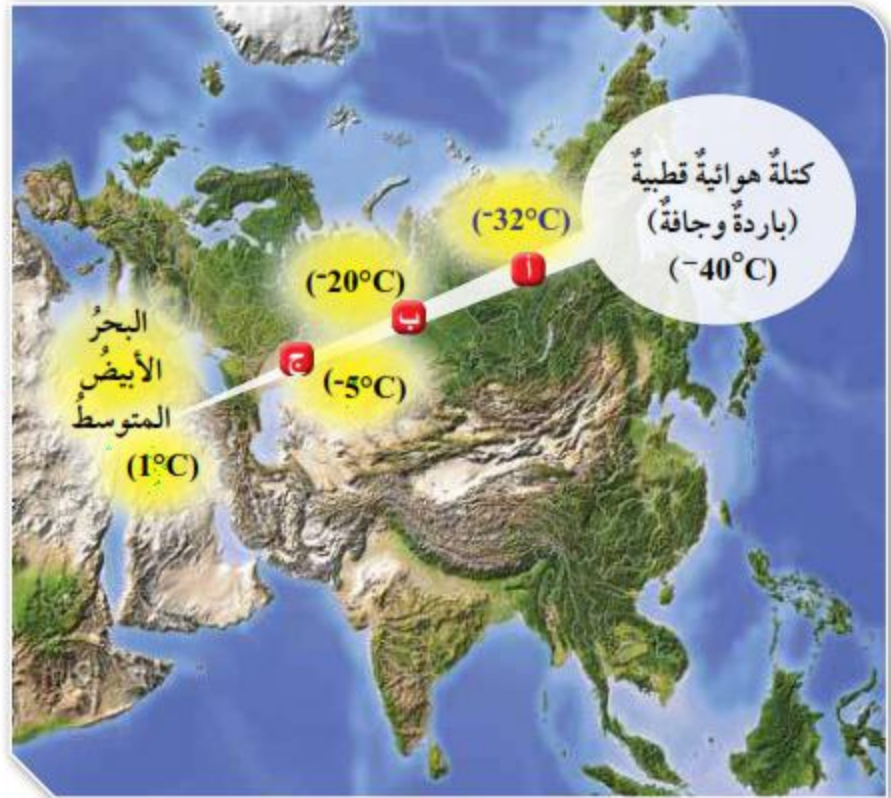 كتلةٌ هوائيةٌ قطبيةٌ
(باردةٌ وجافةٌ)
(−40°C)
(-32°C)
أ
(-20°C)
ب
ج
(-5°C)
البحرُ
الأبيضُ
المتوسطُ
(1°C)